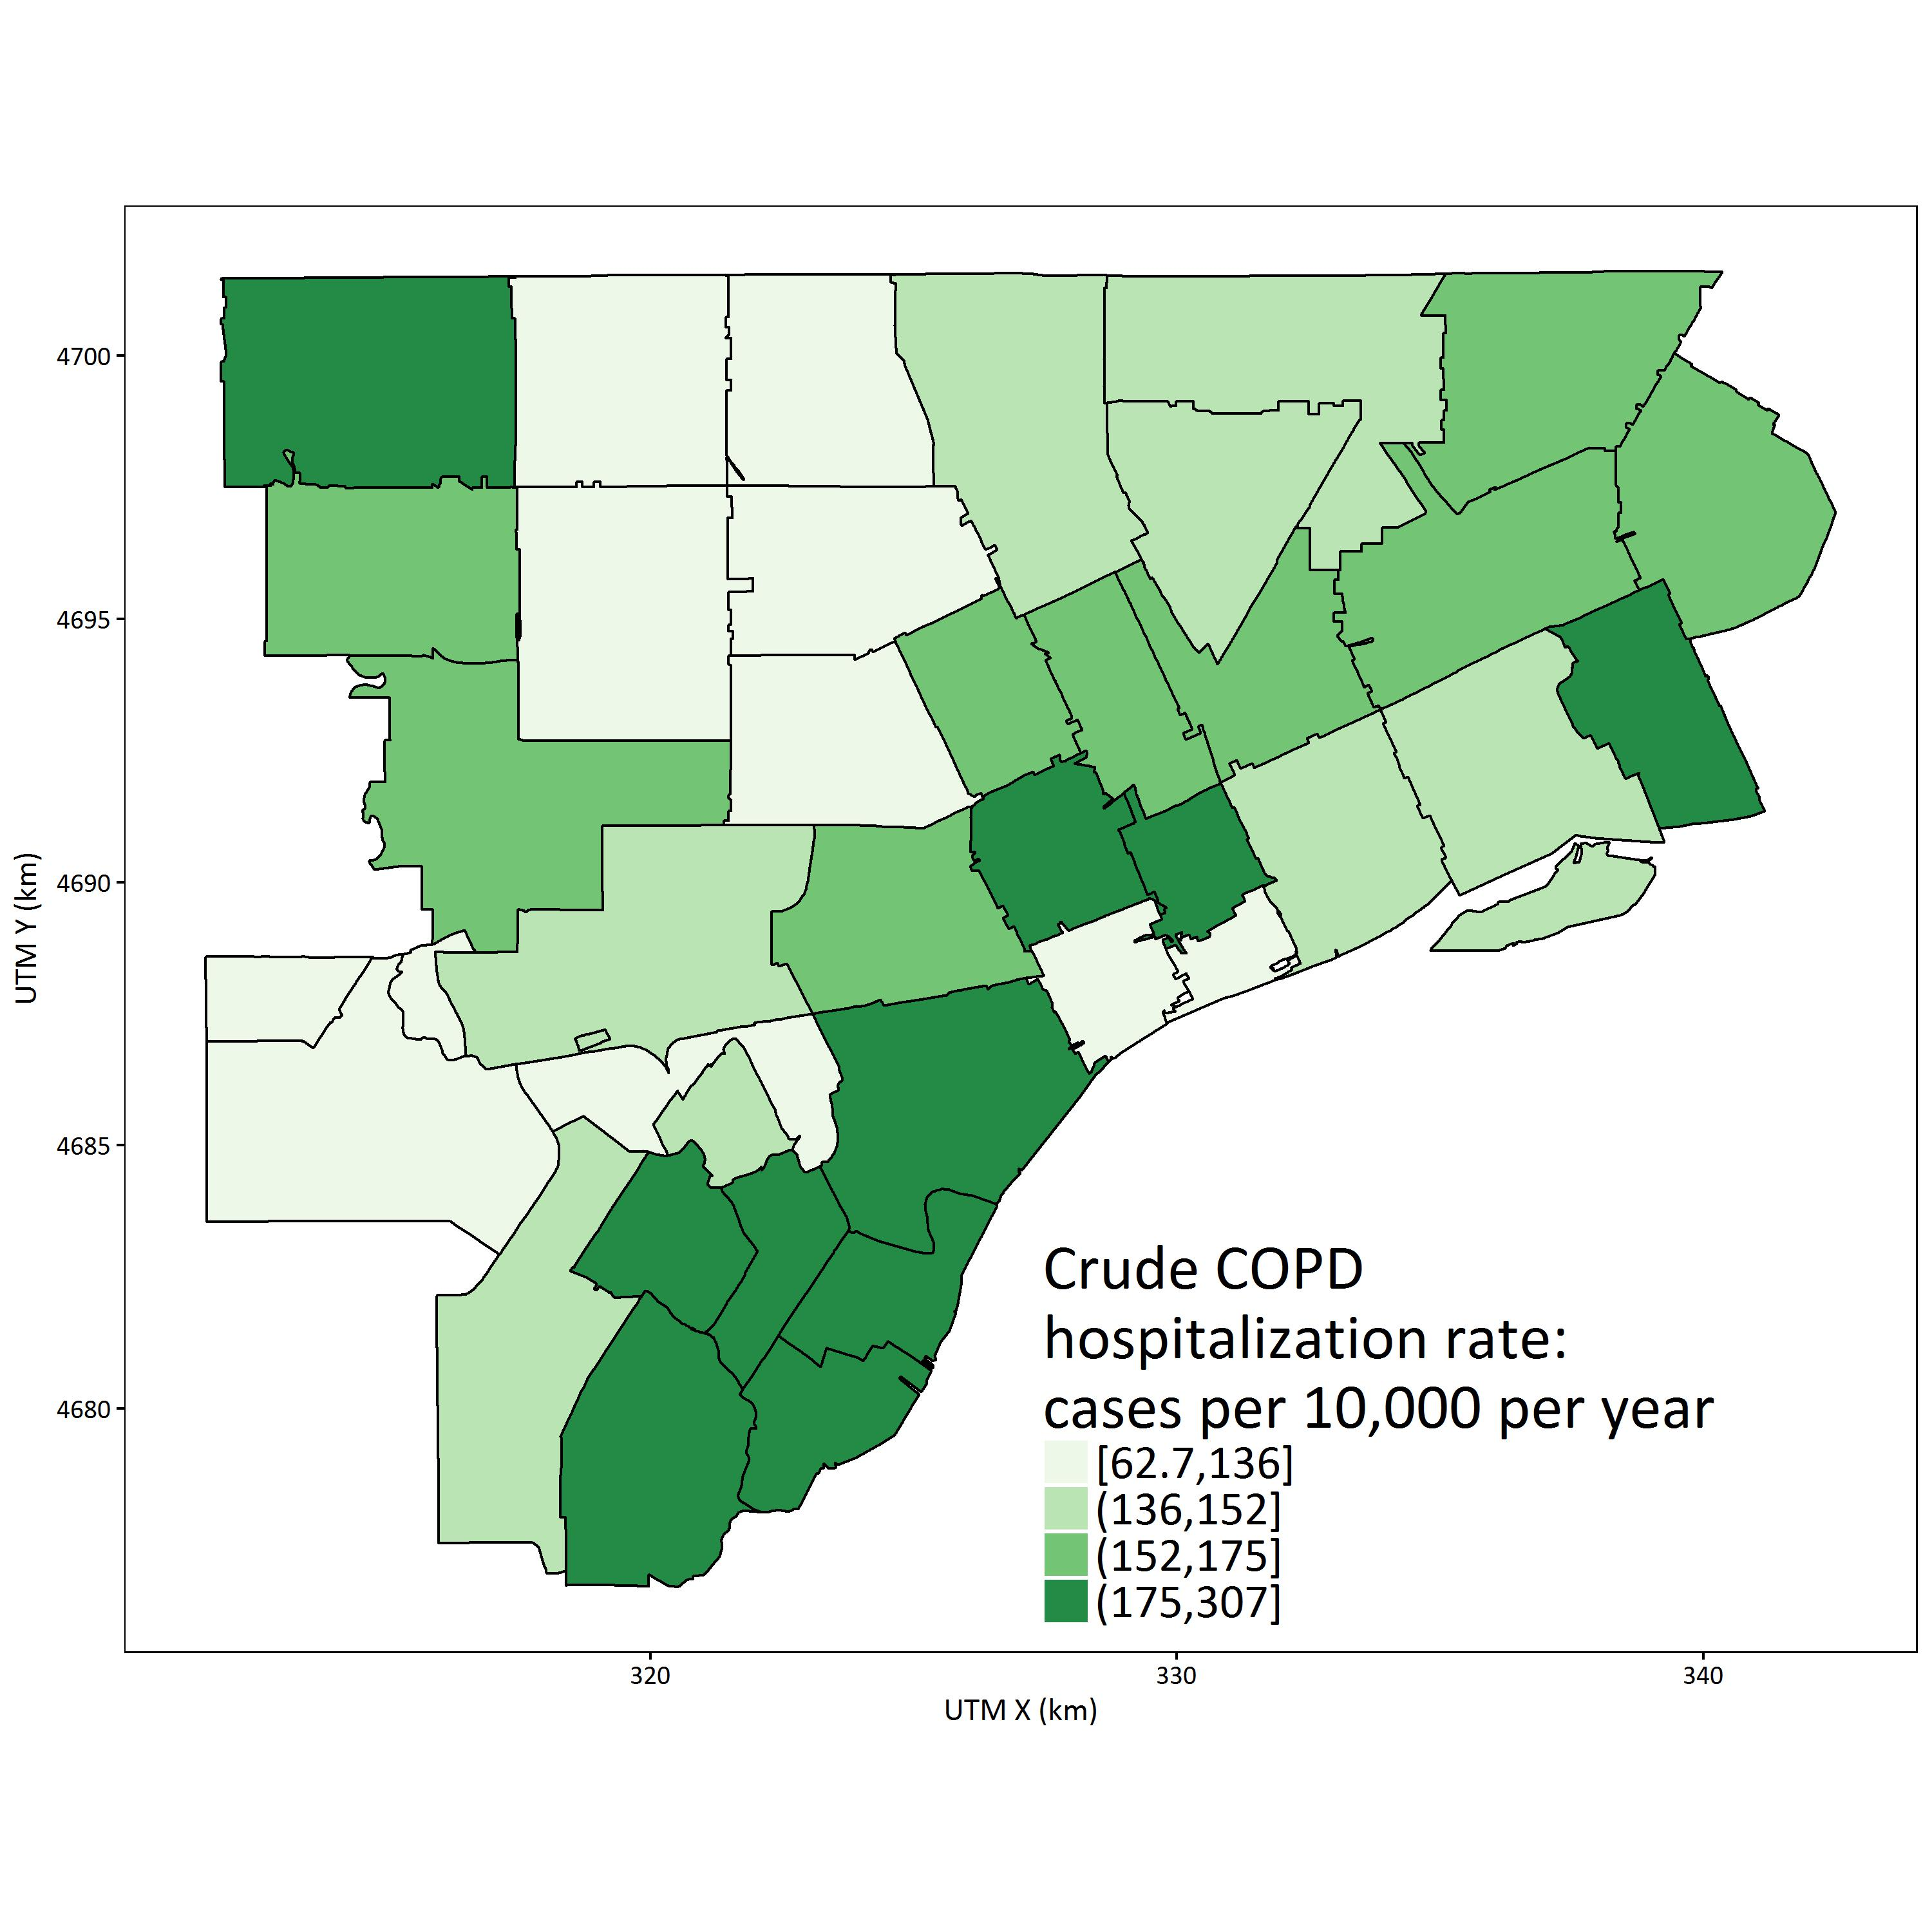 4700
4695
4690
4685
4680
UTM Y (km)
Crude COPD
hospitalization rate:
cases per 10,000 per year
[62.7,136]
(136,152]
(152,175]
(175,307]
320
330
340
UTM X (km)